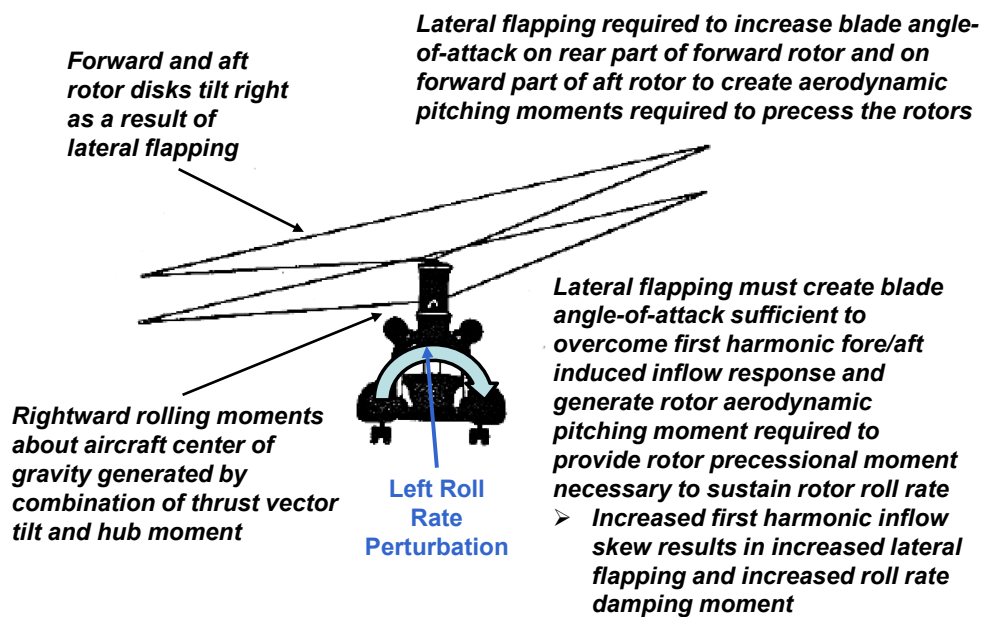 Forward and aft
rotor disks tilt right
as a result of
lateral flapping
Lateral flapping required to increase blade angle-
of-attack on rear part of forward rotor and on
forward part of aft rotor to create aerodynamic
pitching moments required to precess the rotors
Rightward rolling moments
about aircraft center of
gravity generated by
combination of thrust vector
tilt and hub moment
Left Roll
Rate
Perturbation
Lateral flapping must create blade
angle-of-attack sufficient to
overcome first harmonic fore/aft
induced inflow response and
generate rotor aerodynamic
pitching moment required to
provide rotor precessional moment
necessary to sustain rotor roll rate
➢ Increased first harmonic inflow
skew results in increased lateral
flapping and increased roll rate
damping moment